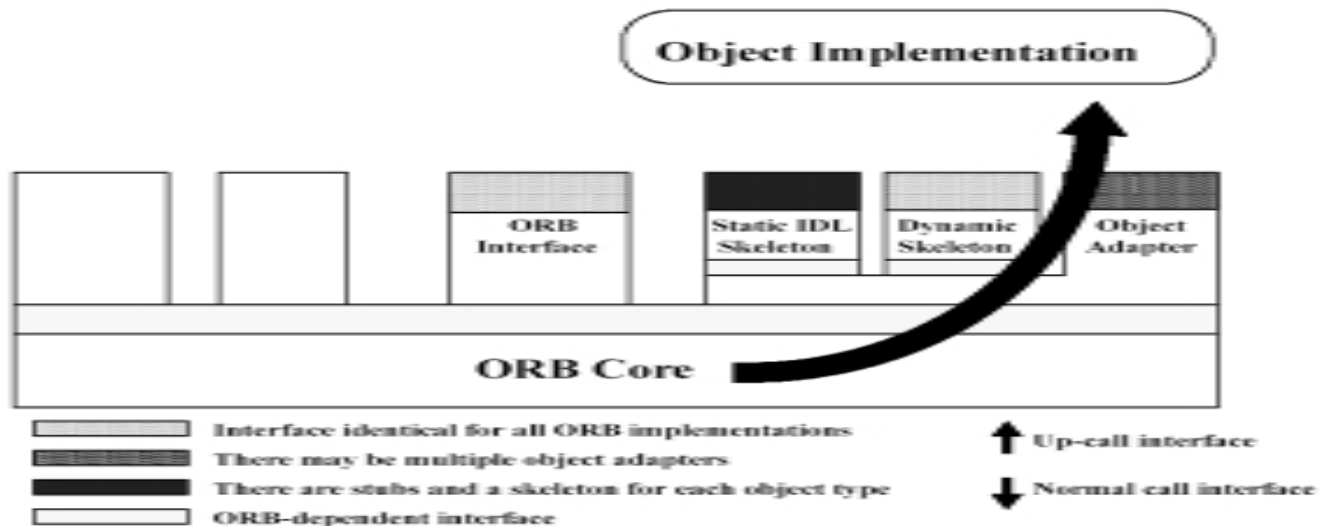 Object Implementation
ORB
Interface
Static IDL
Skeleton
Dynamic
Skeleton
Object
Adapter
ORB Core
Interface identical for all ORB implementations
There may be multiple object adapters
There are stubs and a skeleton for each object type
ORB-dependent interface
Up-call interface
Normal call interface